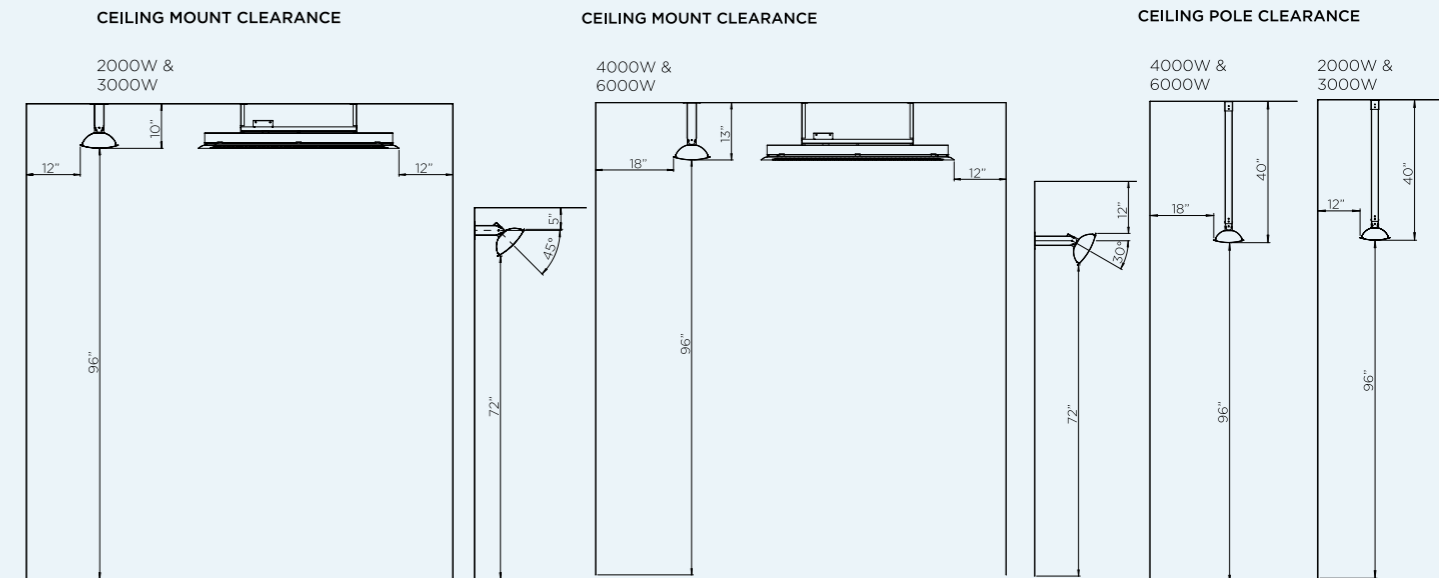 CEILING MOUNT CLEARANCE
2000W &
3000W
10"
12"
12"
96"
5"
45°
72"
CEILING MOUNT CLEARANCE
4000W &
6000W
13"
18"
12"
96"
12"
30°
72"
CEILING POLE CLEARANCE
4000W &
6000W
40"
18"
96"
2000W &
3000W
40"
12"
96"